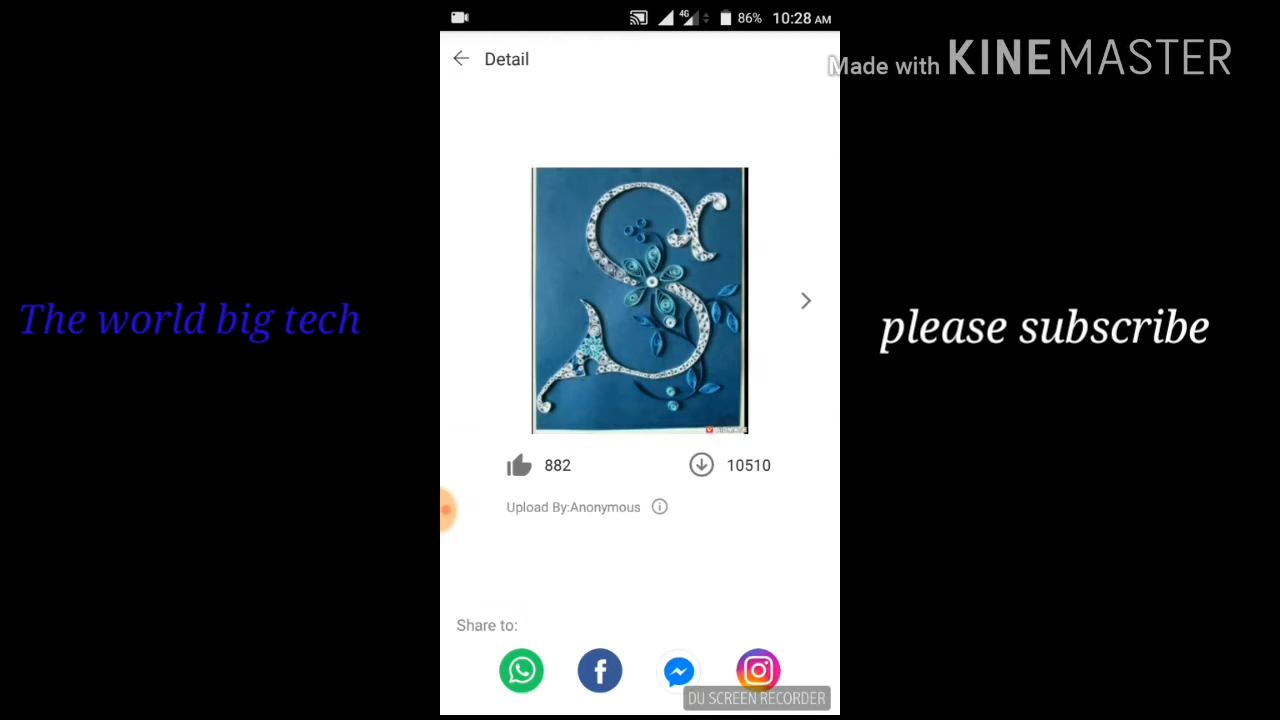 86% 10:28 AM
4G
Detail
Made with KINEMASTER
The world big tech
please subscribe
S
882
10510
Upload By:Anonymous
Share to:
DU SCREEN RECORDER